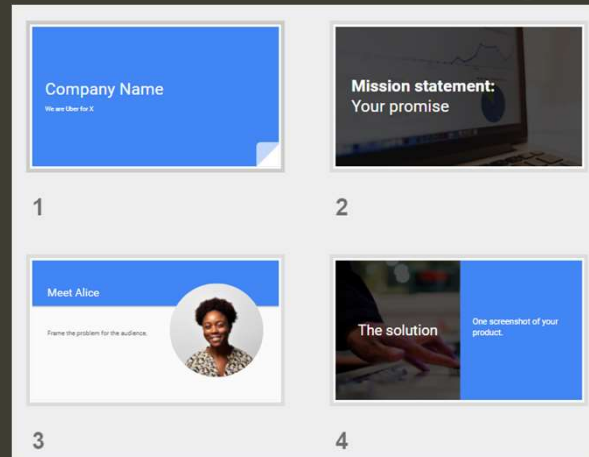 Company Name
We are Uber for X
1
Mission statement:
Your promise
2
Meet Alice
Frame the problem for the audience.
3
The solution
One screenshot of your
product.
4